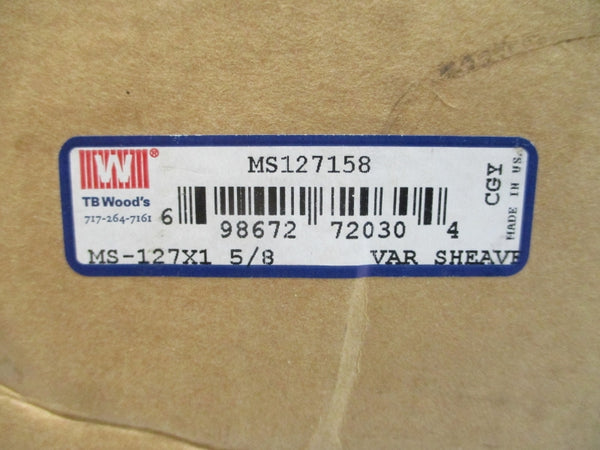 W®
TB Wood's
717-264-7161
MS127158
6 98672 72030 4
MS-127X1 5/8 VAR SHEAVE
CGY
MADE IN US